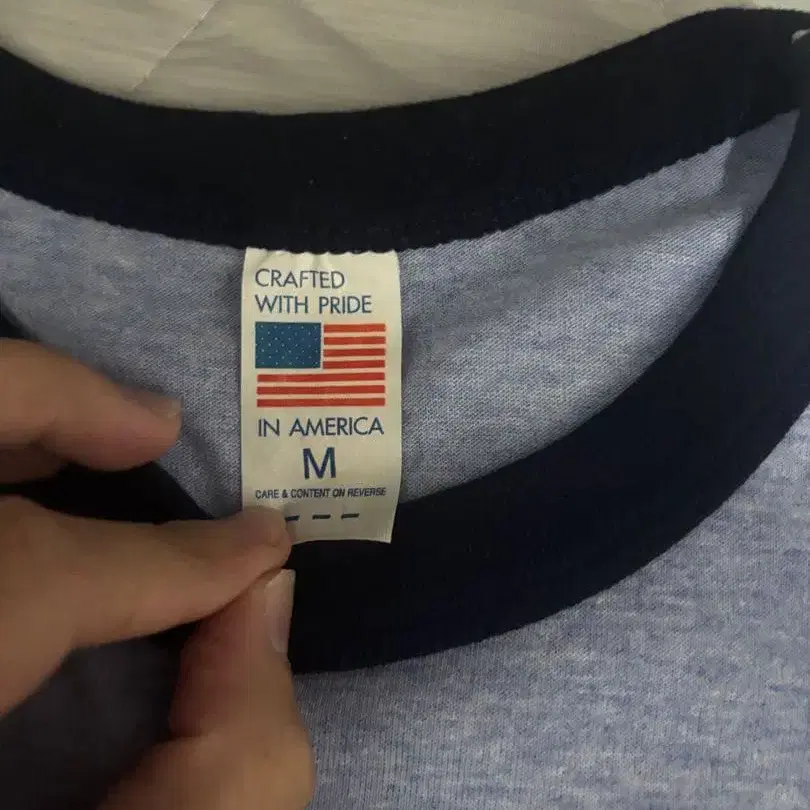 CRAFTED
WITH PRIDE
IN AMERICA
M
CARE & CONTENT ON REVERSE